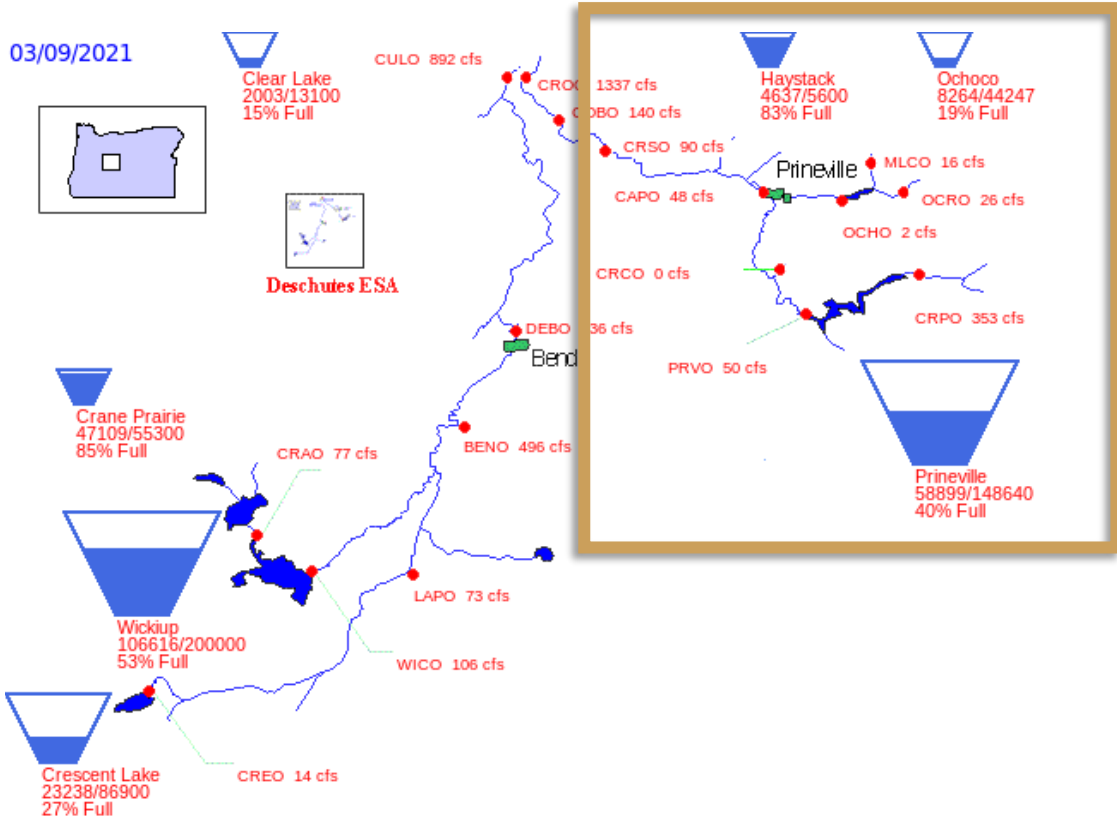 03/09/2021
Clear Lake
2003/13100
15% Full
CULO 892 cfs
1337 cfs
140 cfs
CRSO 90 cfs
Haystack
4637/5600
83% Full
Ochoco
8264/44247
19% Full
Prineville
MLCO 16 cfs
CAPO 48 cfs
OCRO 26 cfs
OCHO 2 cfs
CRCO 0 cfs
CRPO 353 cfs
PRVO 50 cfs
Deschutes ESA
DEBO
cfs
Bend
Crane Prairie
47109/55300
85% Full
CRAO 77 cfs
BENO 496 cfs
Prineville
58899/148640
40% Full
Wickiup
106616/200000
53% Full
LAPO 73 cfs
WICO 106 cfs
Crescent Lake
23238/86900
27% Full
CREO 14 cfs